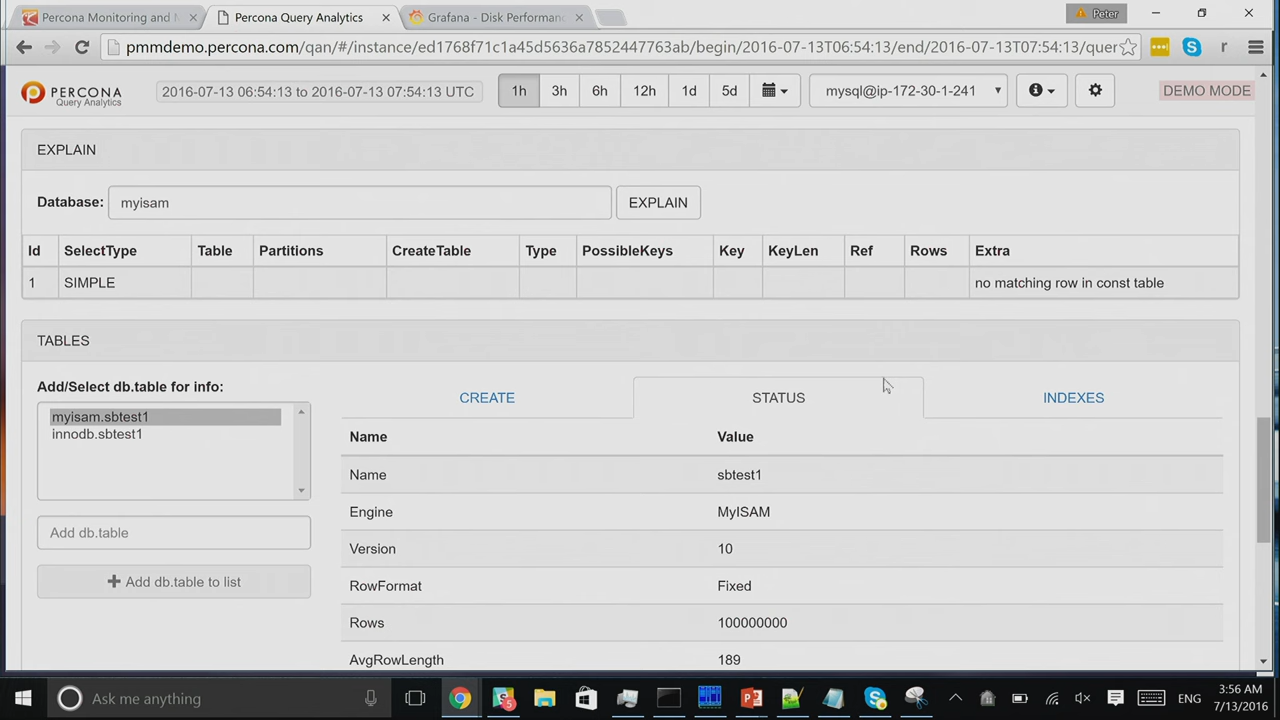 Percona Monitoring and M
Percona Query Analytics
Grafana - Disk Performan
Peter
pmmdemo.percona.com/qan/#/instance/ed1768f71c1a45d5936a7852447763ab/begin/2016-07-13T06:54:13/end/2016-07-13T07:54:13/quer
PERCONA
Query Analytics
2016-07-13 06:54:13 to 2016-07-13 07:54:13 UTC
1h 3h 6h 12h 1d 5d
mysql@ip-172-30-1-241
DEMO MODE
EXPLAIN
Database: myisam EXPLAIN
Id SelectType Table Partitions CreateTable Type PossibleKeys Key KeyLen Ref Rows Extra
1 SIMPLE no matching row in const table
TABLES
Add/Select db.table for info:
myisam.sbtest1
innodb.sbtest1
Add db.table
+ Add db.table to list
CREATE STATUS INDEXES
Name Value
Name sbtest1
Engine MyISAM
Version 10
RowFormat Fixed
Rows 100000000
AvgRowLength 189
Ask me anything
ENG
3:56 AM
7/13/2016